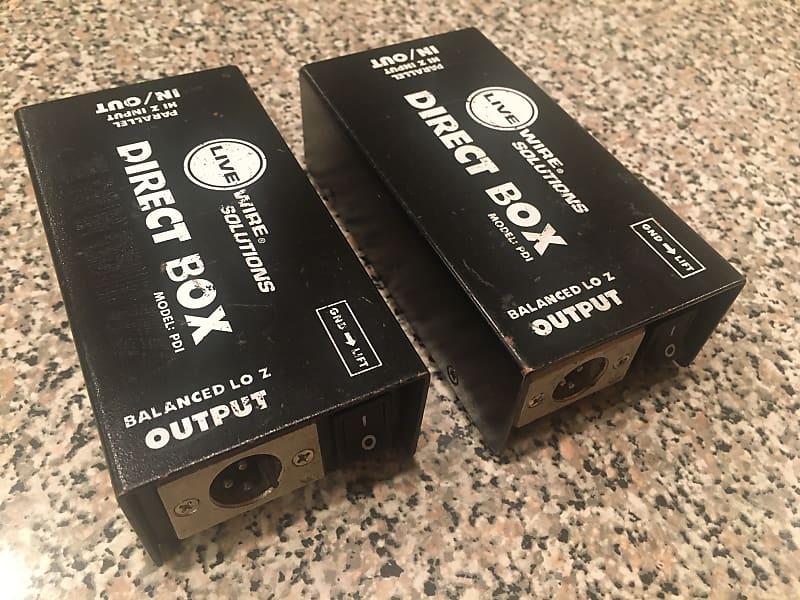 PARALLEL
HI Z INPUT
IN/OUT
LIVE WIRE®
SOLUTIONS
DIRECT BOX
MODEL: PDI
GND → LIFT
BALANCED LO Z
OUTPUT
I
O
PARALLEL
HI Z INPUT
IN/OUT
LIVE WIRE®
SOLUTIONS
DIRECT BOX
MODEL: PDI
GND → LIFT
BALANCED LO Z
OUTPUT
I
O